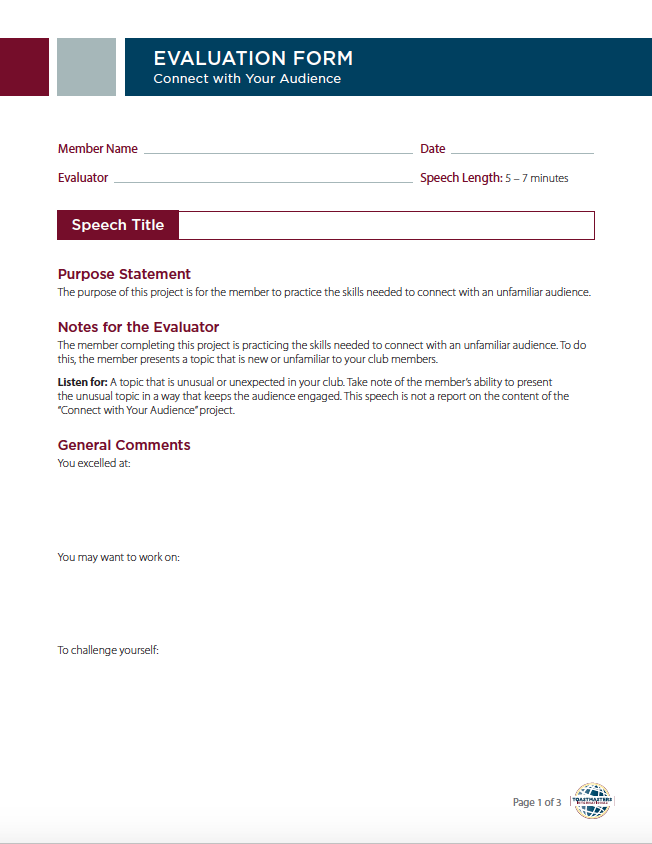 EVALUATION FORM
Connect with Your Audience
Member Name
Date
Evaluator
Speech Length: 5 – 7 minutes
Speech Title
Purpose Statement
The purpose of this project is for the member to practice the skills needed to connect with an unfamiliar audience.
Notes for the Evaluator
The member completing this project is practicing the skills needed to connect with an unfamiliar audience. To do
this, the member presents a topic that is new or unfamiliar to your club members.
Listen for: A topic that is unusual or unexpected in your club. Take note of the member’s ability to present
the unusual topic in a way that keeps the audience engaged. This speech is not a report on the content of the
“Connect with Your Audience” project.
General Comments
You excelled at:
You may want to work on:
To challenge yourself:
Page 1 of 3
TOASTMASTERS
INTERNATIONAL